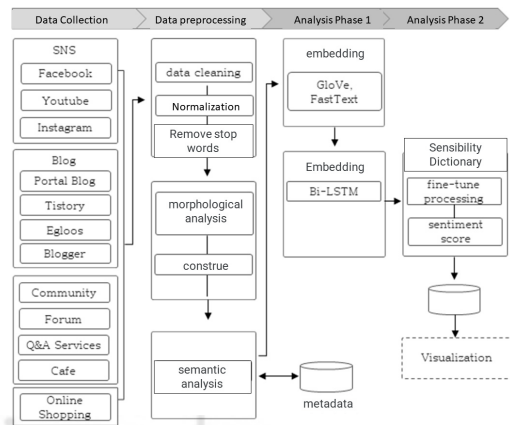 Data Collection
Data preprocessing
Analysis Phase 1
Analysis Phase 2
SNS
Facebook
Youtube
Instagram
Blog
Portal Blog
Tistory
Egloos
Blogger
Community
Forum
Q&A Services
Cafe
Online
Shopping
data cleaning
Normalization
Remove stop
words
morphological
analysis
construe
semantic
analysis
metadata
embedding
GloVe,
FastText
Embedding
Bi-LSTM
Sensibility
Dictionary
fine-tune
processing
sentiment
score
Visualization